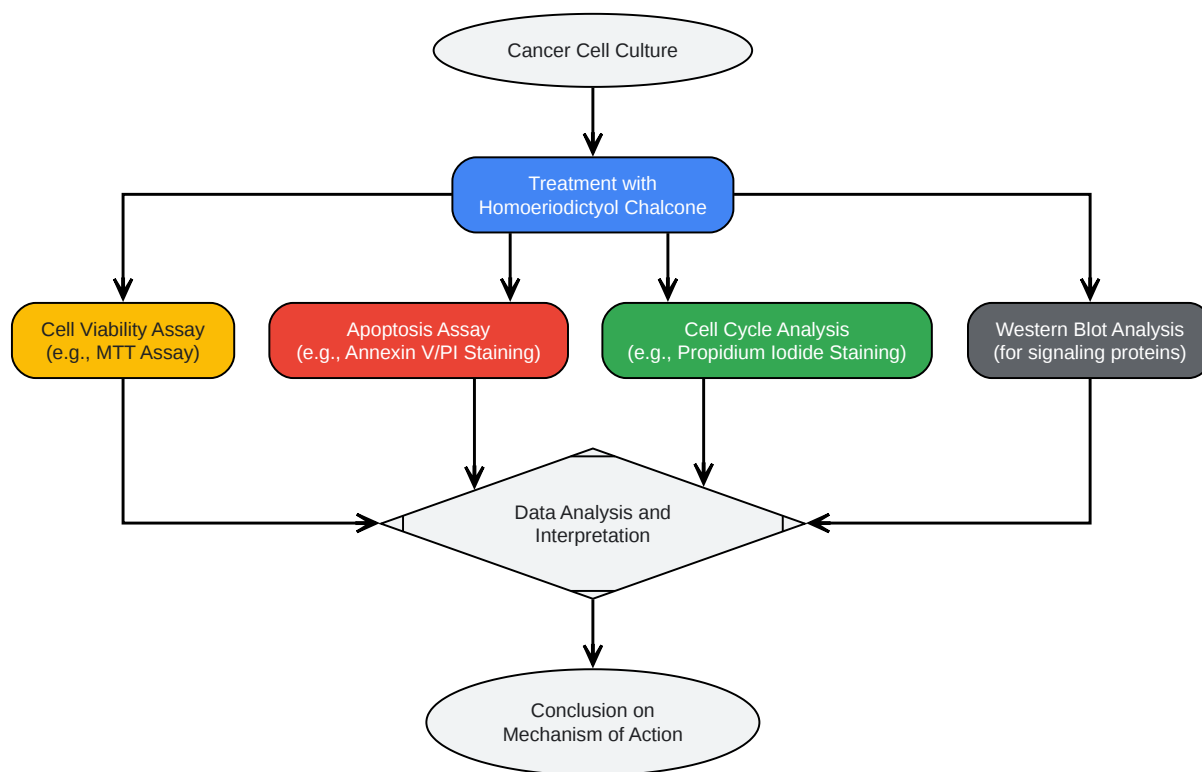 Cancer Cell Culture
Treatment with
Homoeriodictyol Chalcone
Cell Viability Assay
(e.g., MTT Assay)
Apoptosis Assay
(e.g., Annexin V/PI Staining)
Cell Cycle Analysis
(e.g., Propidium Iodide Staining)
Western Blot Analysis
(for signaling proteins)
Data Analysis and
Interpretation
Conclusion on
Mechanism of Action